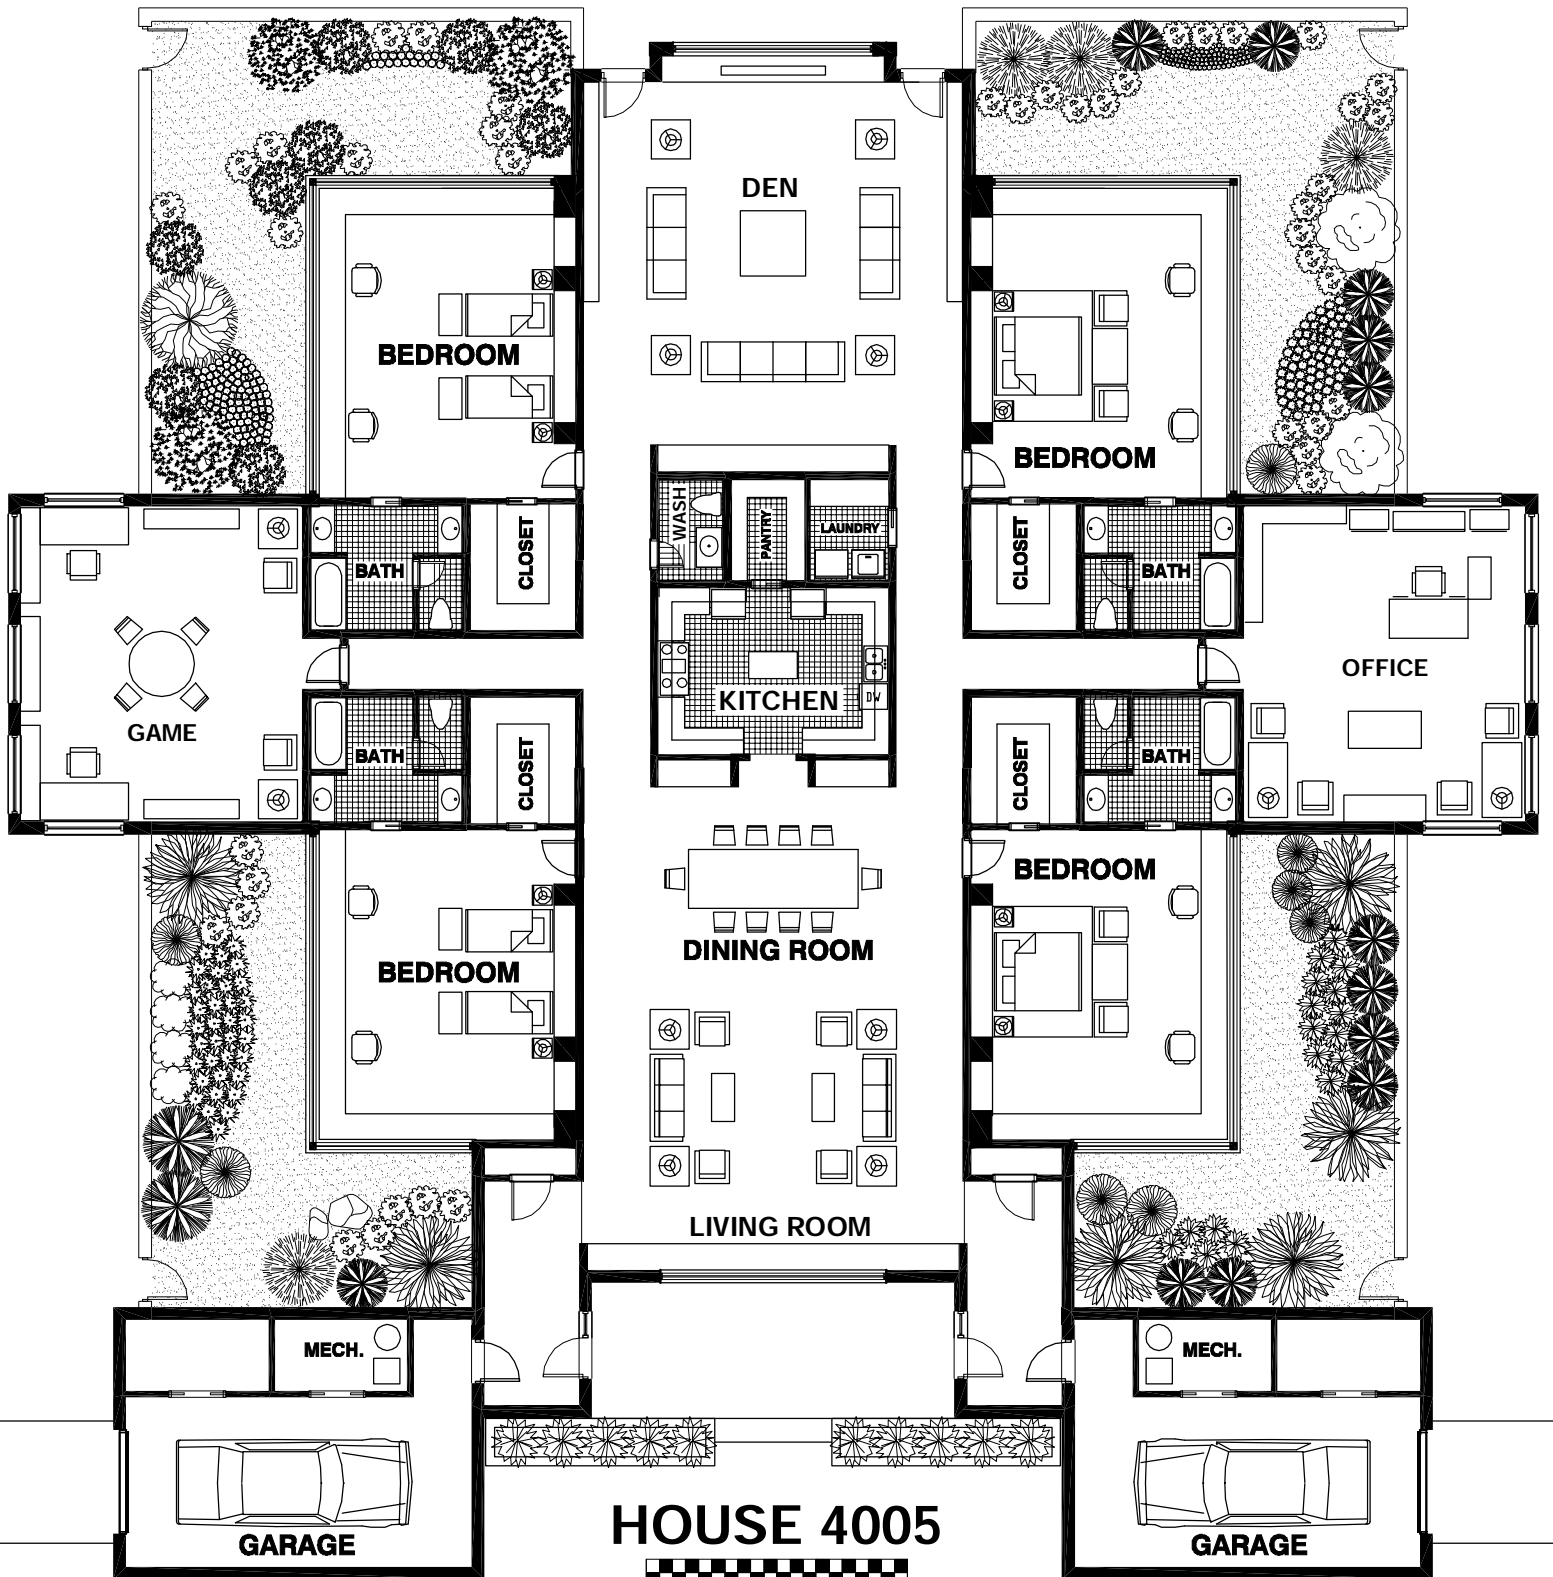 DEN
BEDROOM
BEDROOM
WASH
PANTRY
LAUNDRY
CLOSET
CLOSET
BATH
BATH
OFFICE
KITCHEN
DW
GAME
BATH
BATH
CLOSET
CLOSET
BEDROOM
DINING ROOM
BEDROOM
LIVING ROOM
MECH.
MECH.
HOUSE 4005
GARAGE
GARAGE